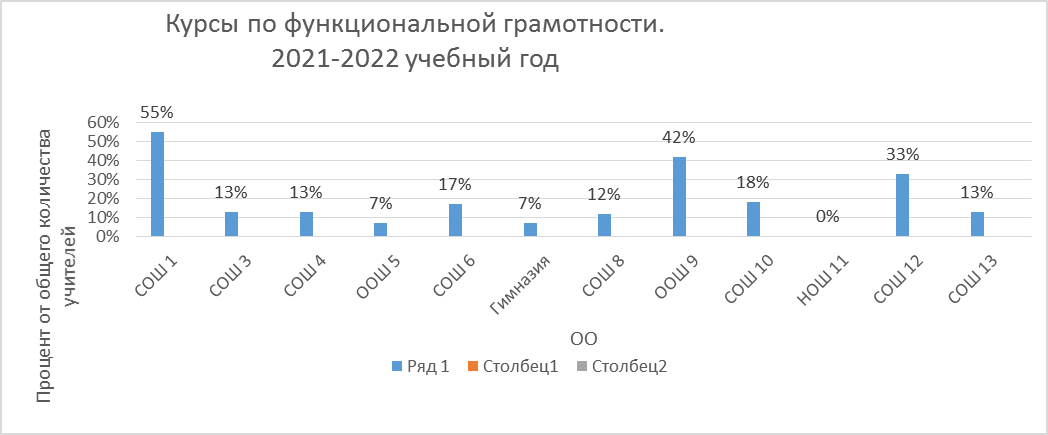 Курсы по функциональной грамотности.
2021-2022 учебный год
Процент от общего количества
учителей
60%
50%
40%
30%
20%
10%
0%
55%
13%
13%
7%
17%
7%
12%
42%
18%
0%
33%
13%
СОШ 1
СОШ 3
СОШ 4
ООШ 5
СОШ 6
Гимназия
СОШ 8
ООШ 9
СОШ 10
НОШ 11
СОШ 12
СОШ 13
ОО
Ряд 1
Столбец1
Столбец2